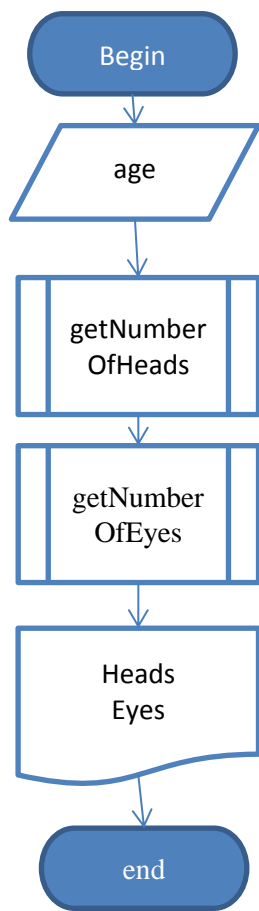 Begin
age
getNumber
OfHeads
getNumber
OfEyes
Heads
Eyes
end